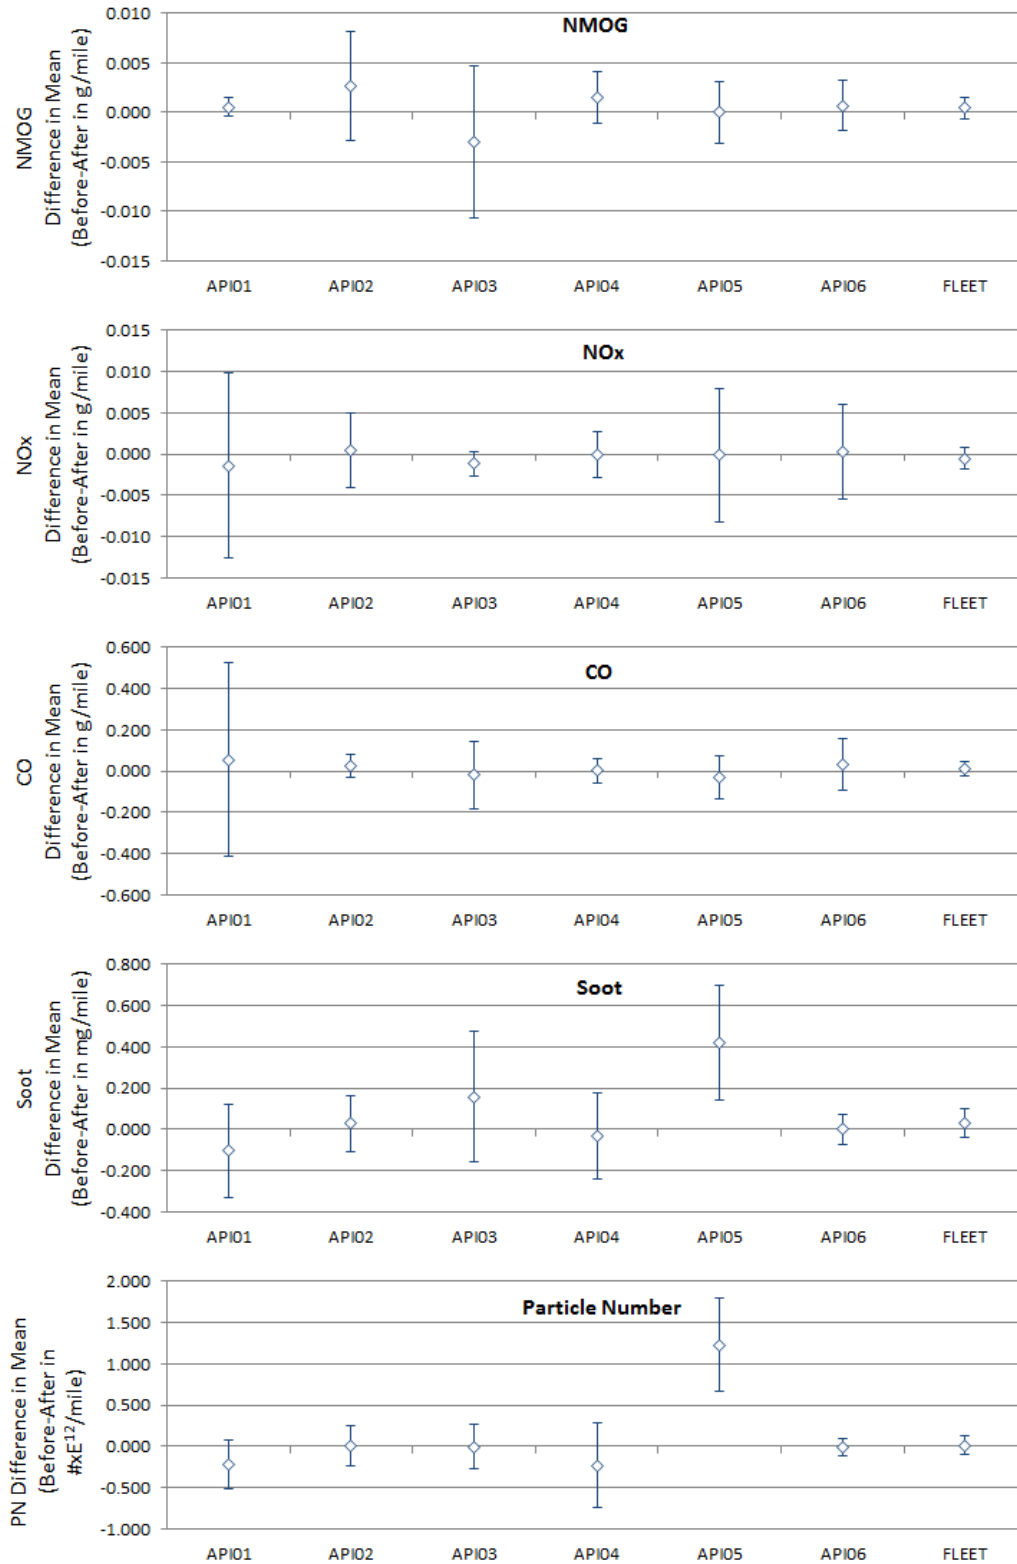 NMOG
NMOG
Difference in Mean
(Before-After in g/mile)
0.010
0.005
0.000
-0.005
-0.010
-0.015
API01 API02 API03 API04 API05 API06 FLEET
NOx
NOx
Difference in Mean
(Before-After in g/mile)
0.015
0.010
0.005
0.000
-0.005
-0.010
-0.015
API01 API02 API03 API04 API05 API06 FLEET
CO
CO
Difference in Mean
(Before-After in g/mile)
0.600
0.400
0.200
0.000
-0.200
-0.400
-0.600
API01 API02 API03 API04 API05 API06 FLEET
Soot
Soot
Difference in Mean
(Before-After in mg/mile)
0.800
0.600
0.400
0.200
0.000
-0.200
-0.400
API01 API02 API03 API04 API05 API06 FLEET
Particle Number
PN Difference in Mean
(Before-After in
#xE¹²/mile)
2.000
1.500
1.000
0.500
0.000
-0.500
-1.000
API01 API02 API03 API04 API05 API06 FLEET